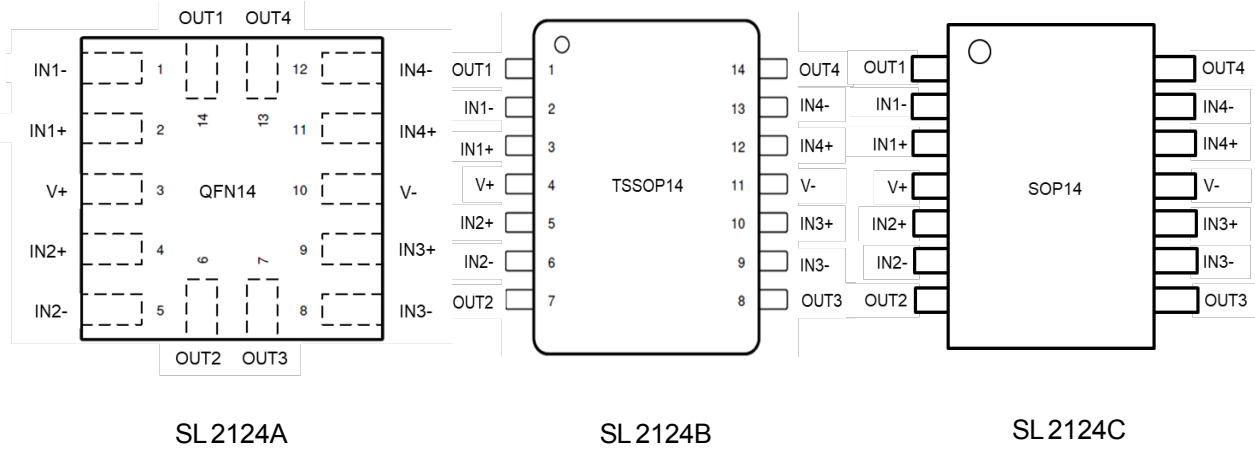 OUT1 OUT4
IN1- 1 14 13 12 IN4-
IN1+ 2 11 IN4+
V+ 3 QFN14 10 V-
IN2+ 4 6 7 9 IN3+
IN2- 5 8 IN3-
OUT2 OUT3
SL2124A
OUT1 1 14 OUT4
IN1- 2 13 IN4-
IN1+ 3 12 IN4+
V+ 4 TSSOP14 11 V-
IN2+ 5 10 IN3+
IN2- 6 9 IN3-
OUT2 7 8 OUT3
SL2124B
OUT1 OUT4
IN1- IN4-
IN1+ IN4+
V+ SOP14 V-
IN2+ IN3+
IN2- IN3-
OUT2 OUT3
SL2124C